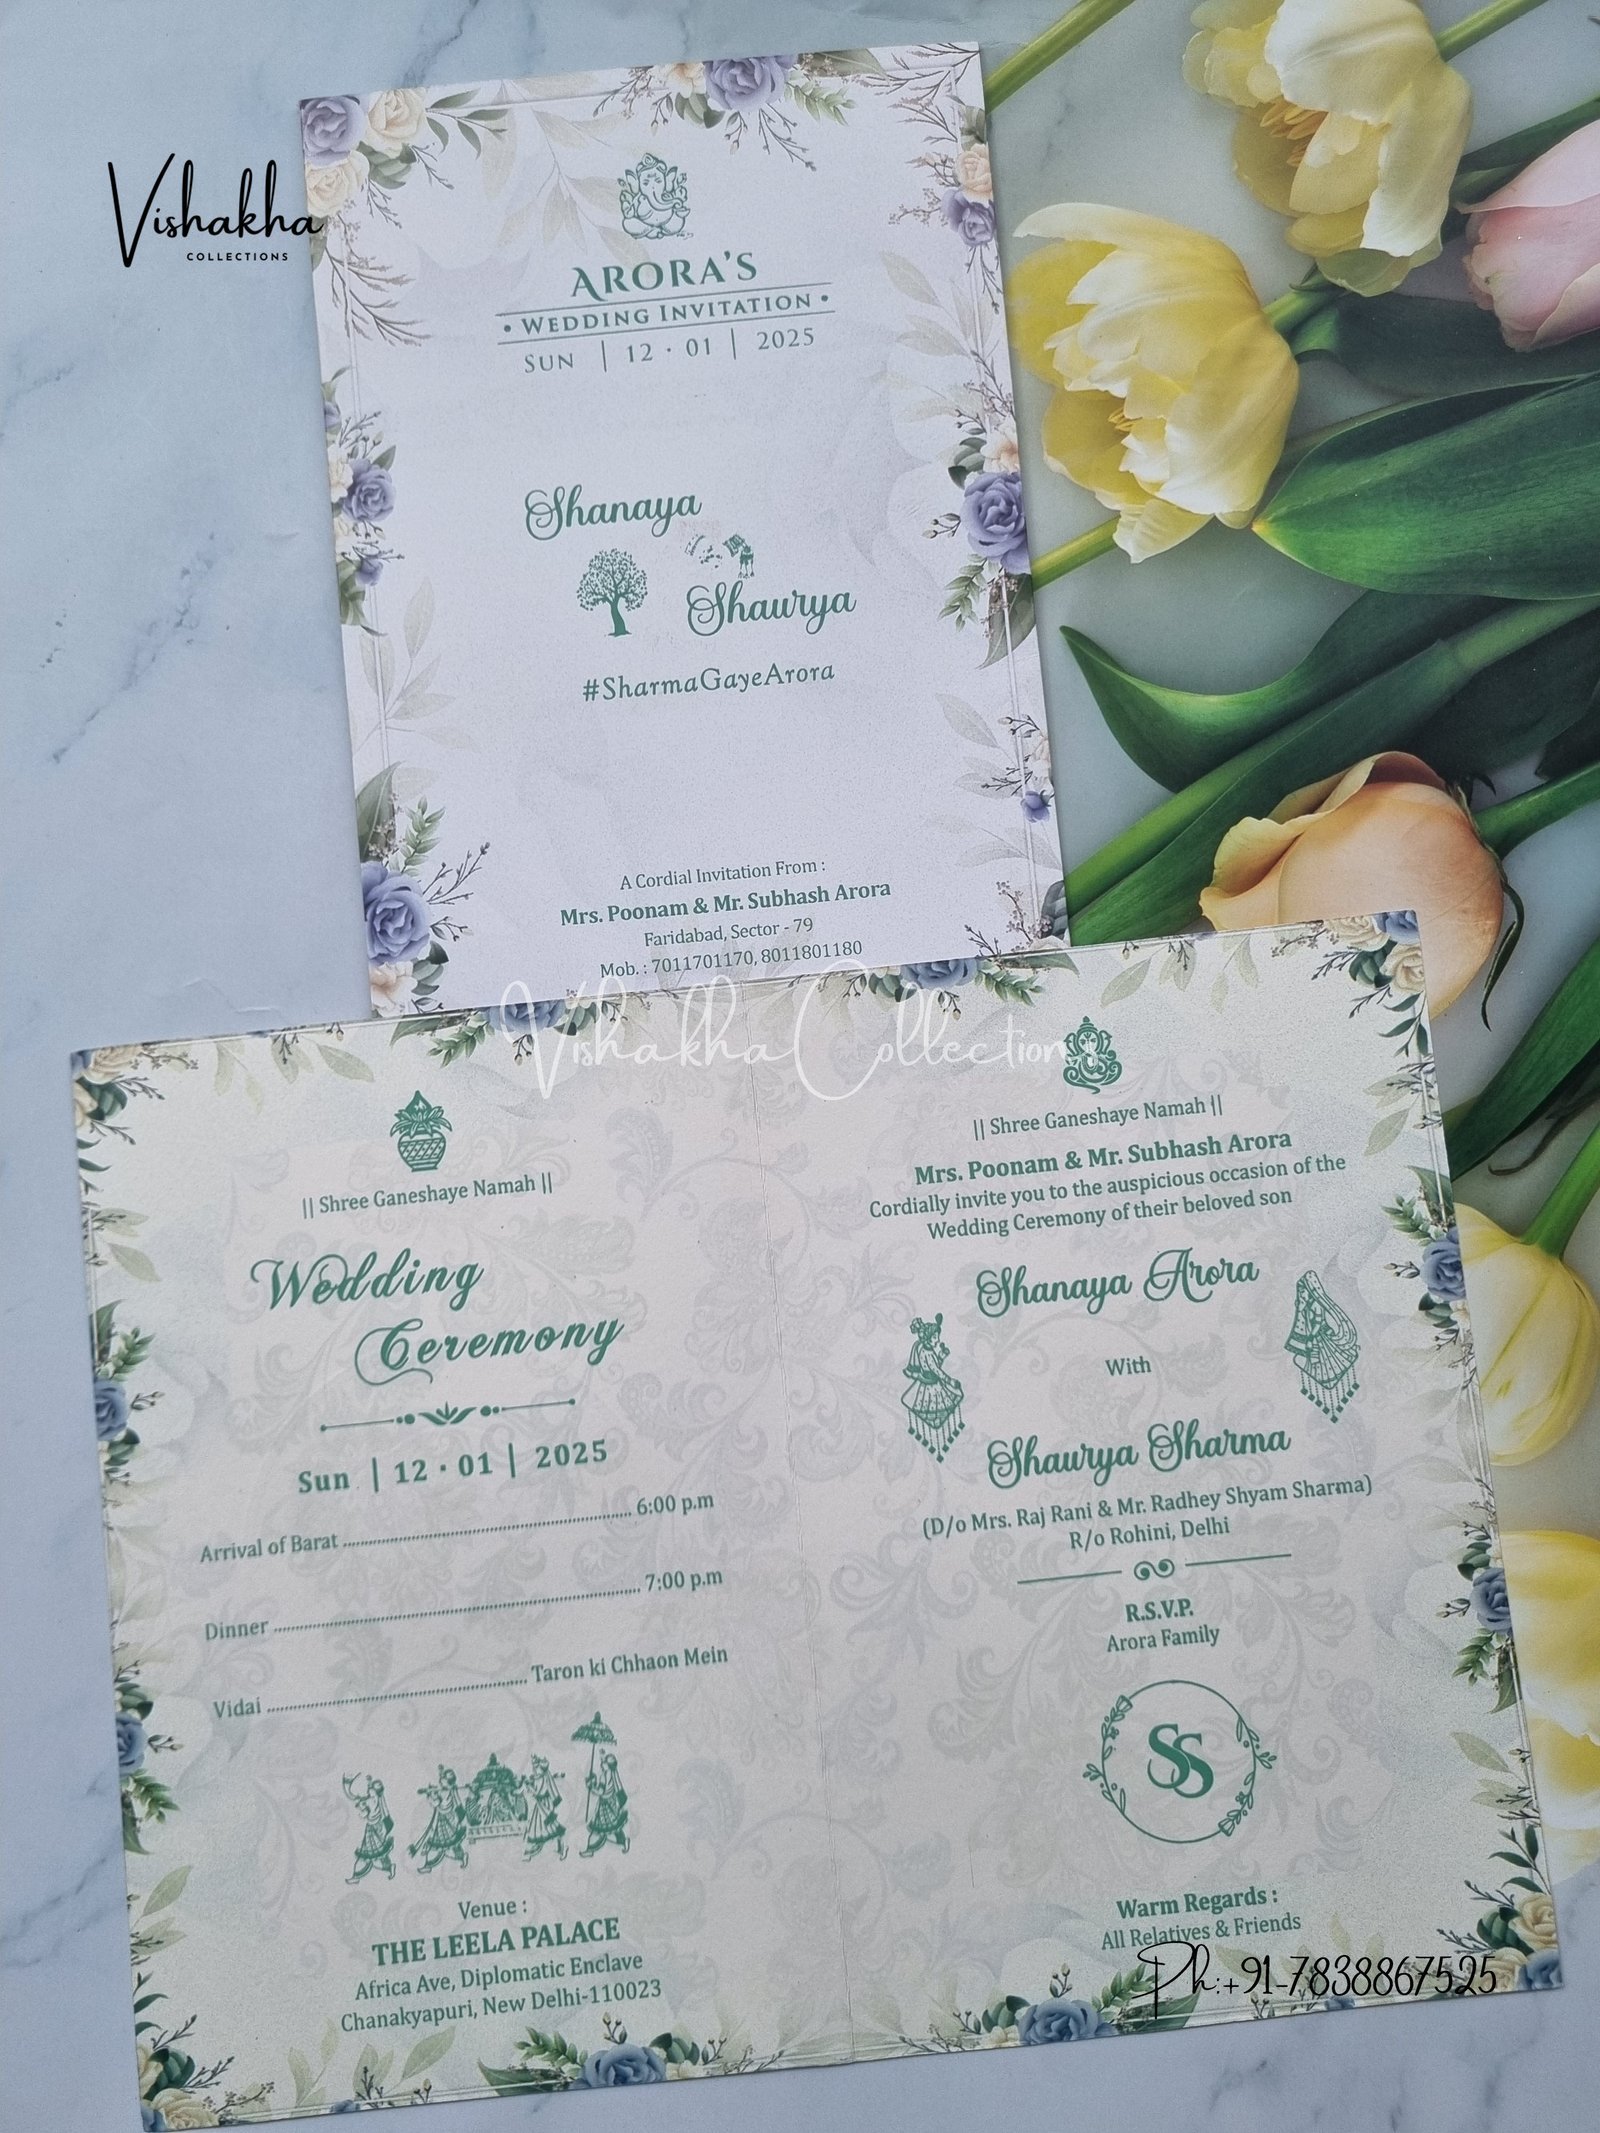 Vishakha
COLLECTIONS
ARORA'S
• WEDDING INVITATION •
SUN | 12 · 01 | 2025
Shanaya
Shaurya
#SharmaGayeArora
A Cordial Invitation From :
Mrs. Poonam & Mr. Subhash Arora
Faridabad, Sector - 79
Mob. : 7011701170, 8011801180
Vishakha Collections
|| Shree Ganeshaye Namah ||
Wedding
Ceremony
Sun | 12 · 01 | 2025
Arrival of Barat ........................................................ 6:00 p.m
Dinner ........................................................................ 7:00 p.m
Vidai .................................................... Taron ki Chhaon Mein
Venue :
THE LEELA PALACE
Africa Ave, Diplomatic Enclave
Chanakyapuri, New Delhi-110023
|| Shree Ganeshaye Namah ||
Mrs. Poonam & Mr. Subhash Arora
Cordially invite you to the auspicious occasion of the
Wedding Ceremony of their beloved son
Shanaya Arora
With
Shaurya Sharma
(D/o Mrs. Raj Rani & Mr. Radhey Shyam Sharma)
R/o Rohini, Delhi
R.S.V.P.
Arora Family
SS
Warm Regards :
All Relatives & Friends
Ph:+91-7838867525